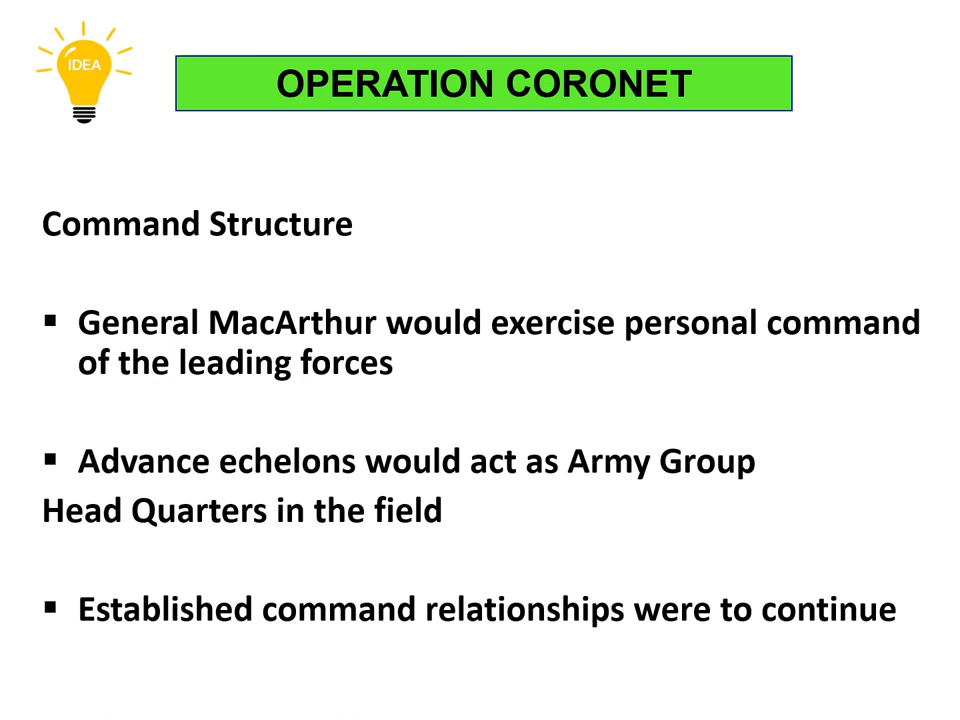 IDEA
OPERATION CORONET
Command Structure
▪ General MacArthur would exercise personal command
of the leading forces
▪ Advance echelons would act as Army Group
Head Quarters in the field
▪ Established command relationships were to continue